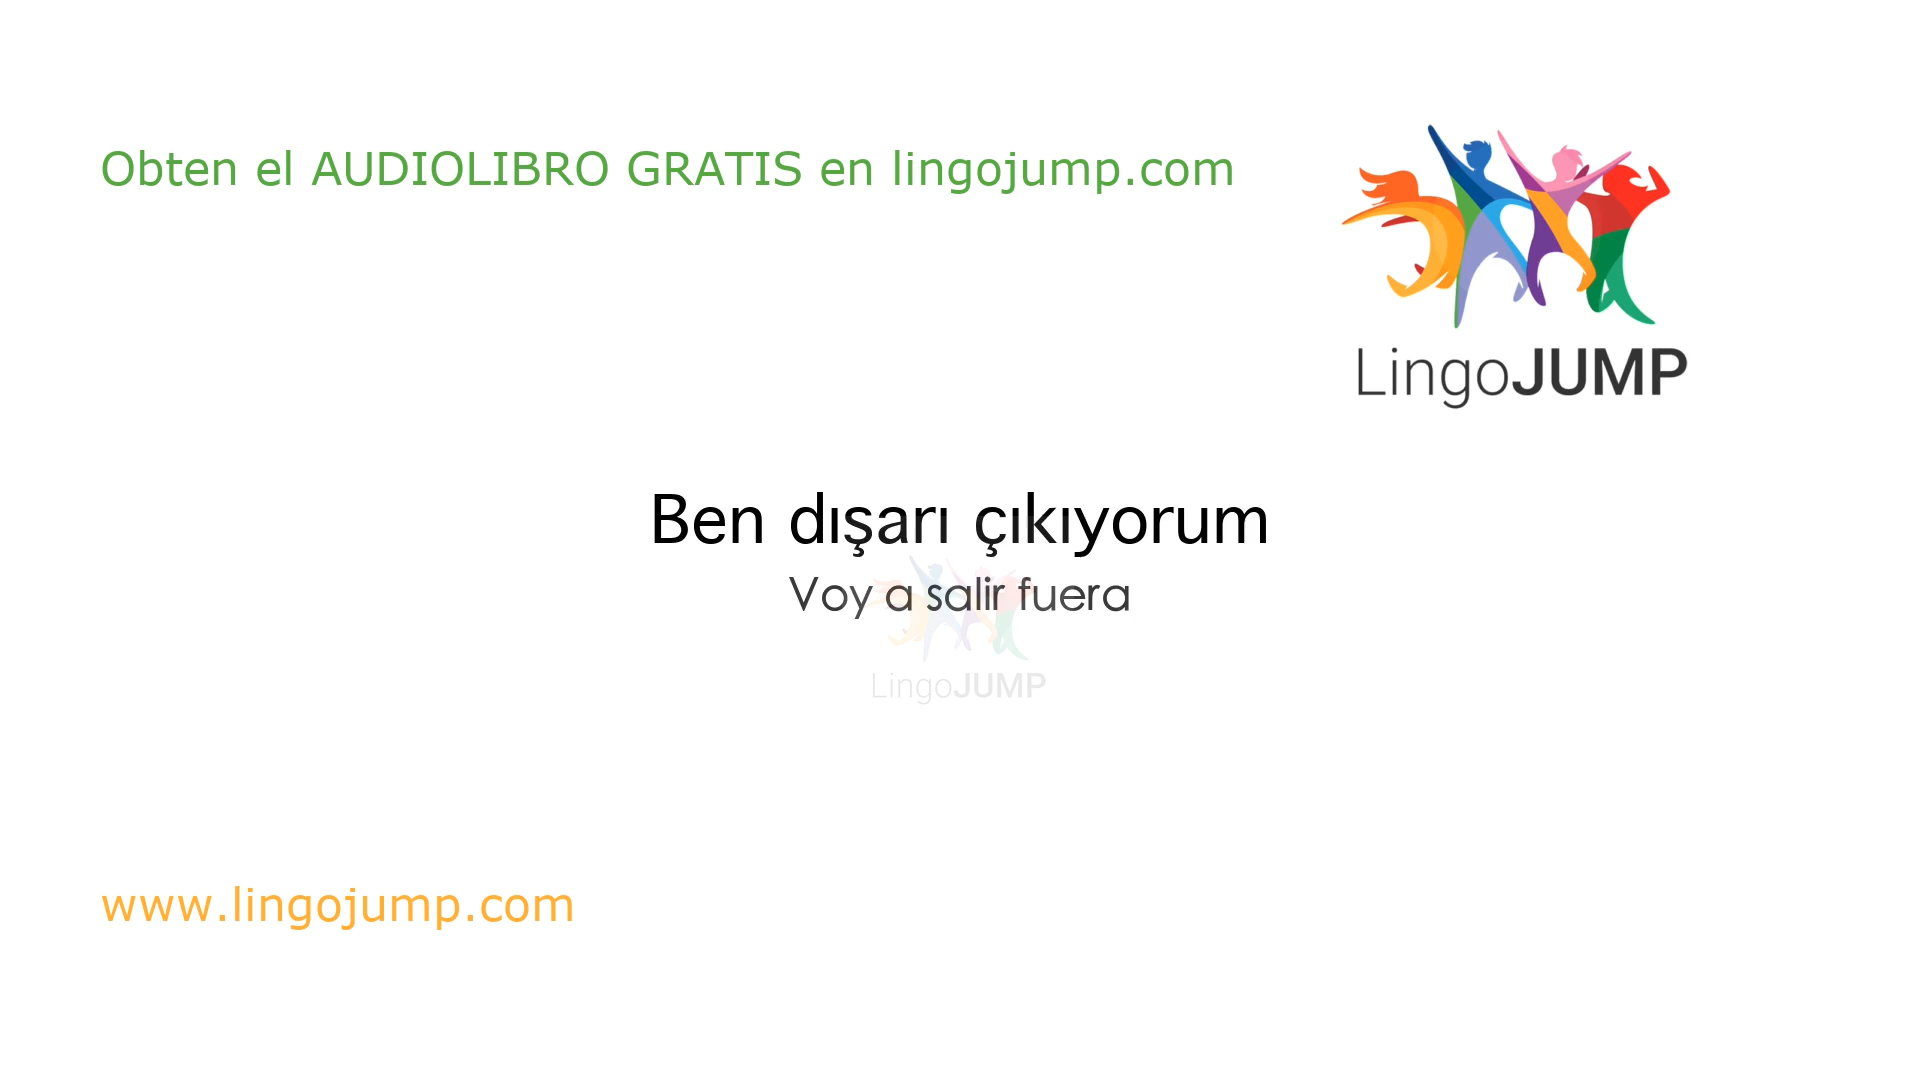 Obten el AUDIOLIBRO GRATIS en lingojump.com
LingoJUMP
Ben dışarı çıkıyorum
Voy a salir fuera
LingoJUMP
www.lingojump.com